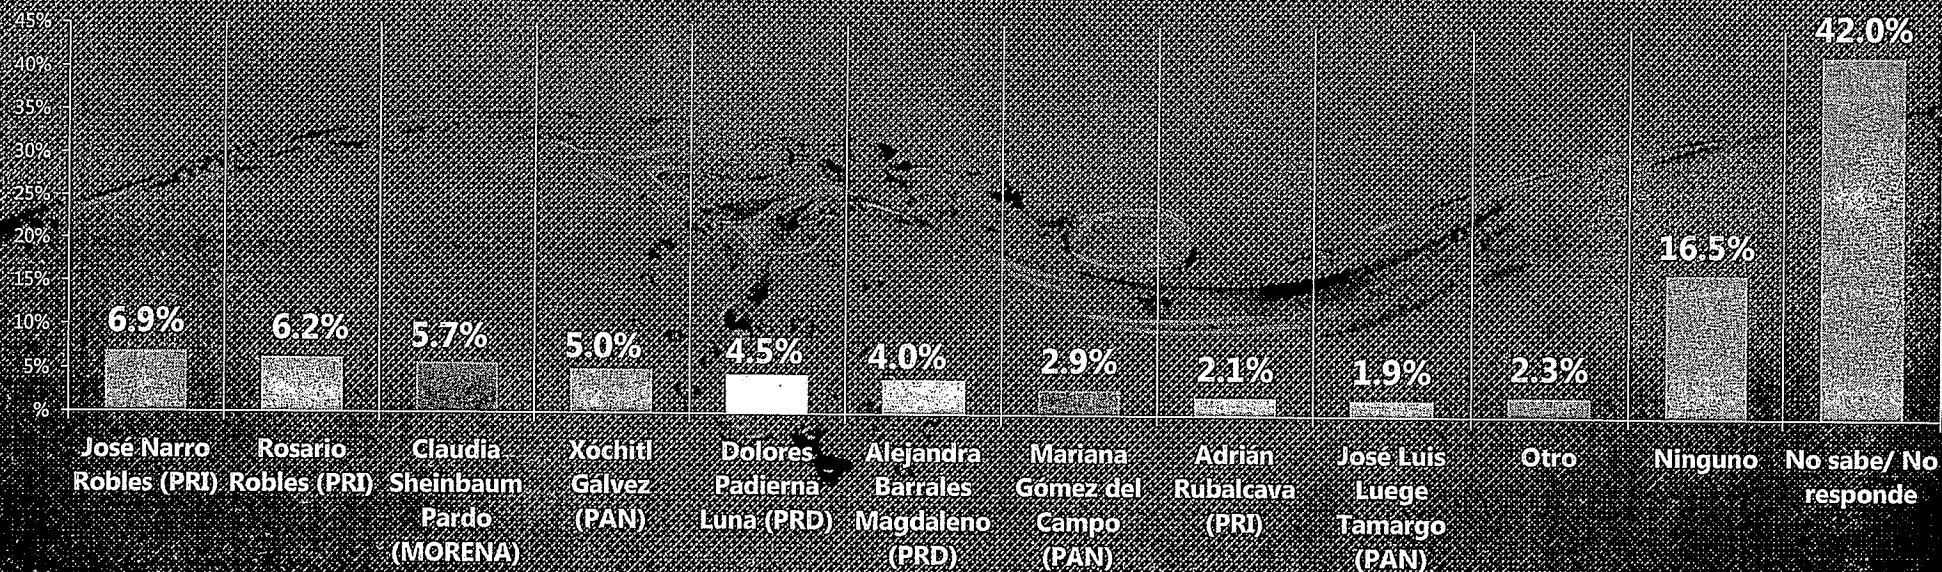 45%
40%
35%
30%
25%
20%
15%
10%
5%
%
6.9%
6.2%
5.7%
5.0%
4.5%
4.0%
2.9%
2.1%
1.9%
2.3%
16.5%
42.0%
José Narro
Robles (PRI)
Rosario
Robles (PRI)
Claudia
Sheinbaum
Pardo
(MORENA)
Xóchitl
Gálvez
(PAN)
Dolores
Padierna
Luna (PRD)
Alejandra
Barrales
Magdaleno
(PRD)
Mariana
Gómez del
Campo
(PAN)
Adrián
Rubalcava
(PRI)
José Luis
Luege
Tamargo
(PAN)
Otro
Ninguno
No sabe/ No
responde